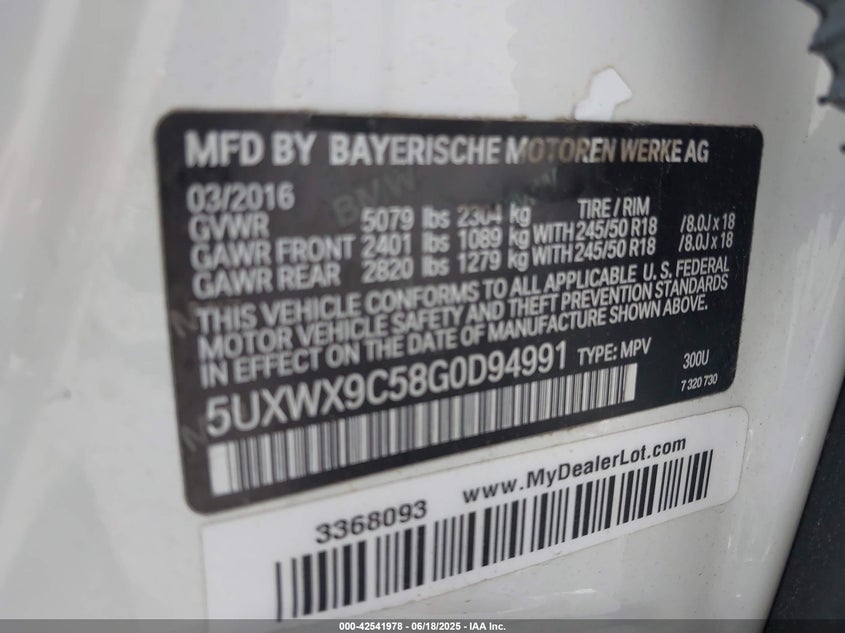 MFD BY BAYERISCHE MOTOREN WERKE AG
03/2016 TIRE / RIM
GVWR 5079 lbs 2304 kg
GAWR FRONT 2401 lbs 1089 kg WITH 245/50 R18 /8.0J x 18
GAWR REAR 2820 lbs 1279 kg WITH 245/50 R18 /8.0J x 18
THIS VEHICLE CONFORMS TO ALL APPLICABLE U.S. FEDERAL
MOTOR VEHICLE SAFETY AND THEFT PREVENTION STANDARDS
IN EFFECT ON THE DATE OF MANUFACTURE SHOWN ABOVE.
5UXWX9C58G0D94991 TYPE: MPV 300U
7 320 730
3368093 www.MyDealerLot.com
000-42541978 - 06/18/2025 - IAA Inc.